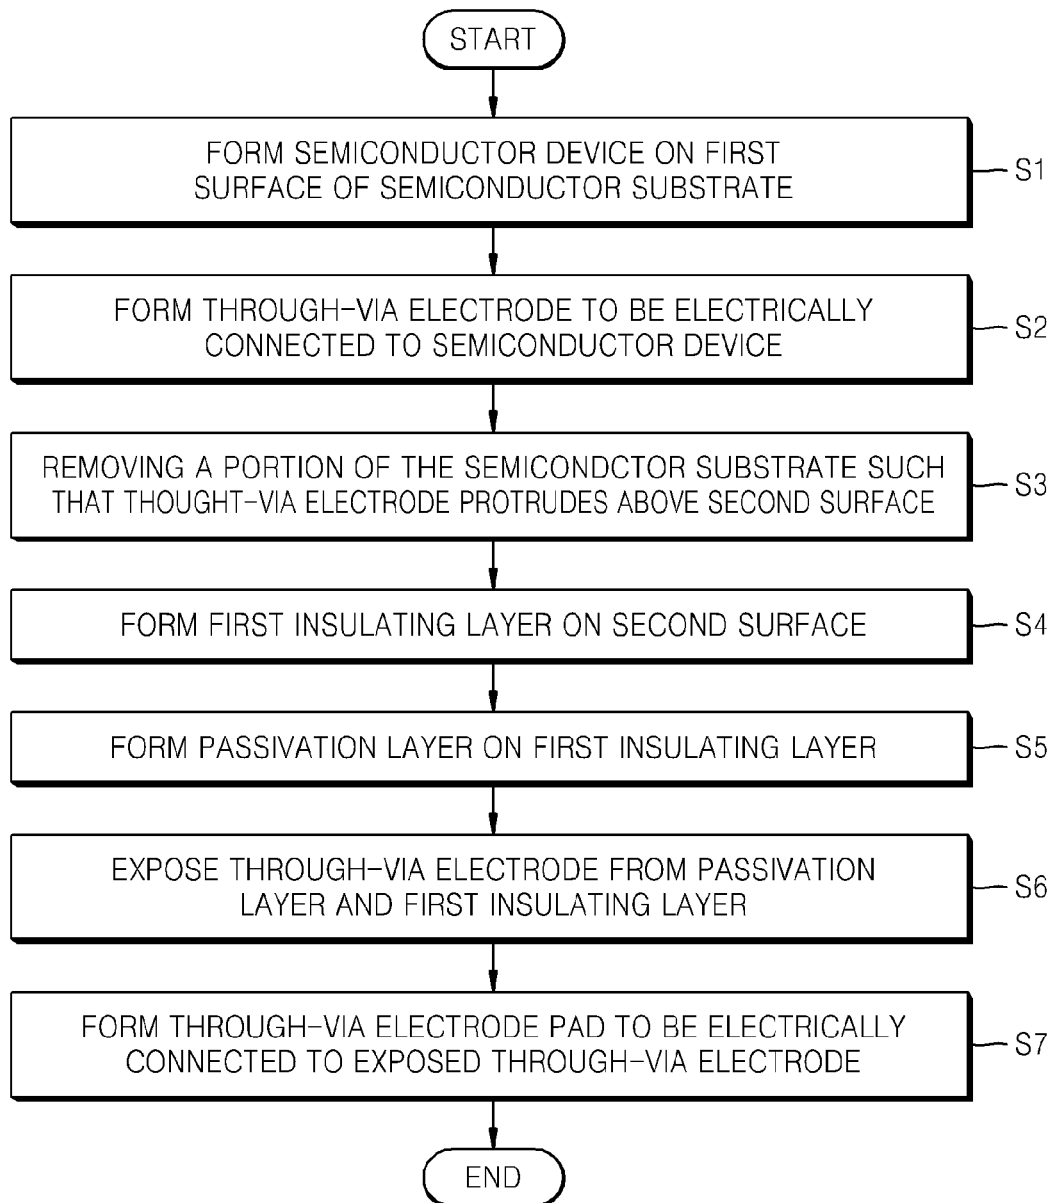 START
FORM SEMICONDUCTOR DEVICE ON FIRST
SURFACE OF SEMICONDUCTOR SUBSTRATE
S1
FORM THROUGH-VIA ELECTRODE TO BE ELECTRICALLY
CONNECTED TO SEMICONDUCTOR DEVICE
S2
REMOVING A PORTION OF THE SEMICONDCTOR SUBSTRATE SUCH
THAT THOUGHT-VIA ELECTRODE PROTRUDES ABOVE SECOND SURFACE
S3
FORM FIRST INSULATING LAYER ON SECOND SURFACE
S4
FORM PASSIVATION LAYER ON FIRST INSULATING LAYER
S5
EXPOSE THROUGH-VIA ELECTRODE FROM PASSIVATION
LAYER AND FIRST INSULATING LAYER
S6
FORM THROUGH-VIA ELECTRODE PAD TO BE ELECTRICALLY
CONNECTED TO EXPOSED THROUGH-VIA ELECTRODE
S7
END